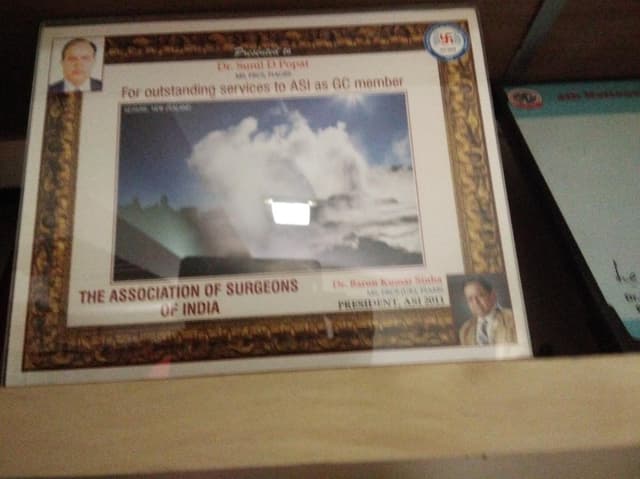 Presented to
Dr. Sunil D Popat
For outstanding services to ASI as GC member
THE ASSOCIATION OF SURGEONS
OF INDIA
Dr. Barun Kumar Sinha
PRESIDENT, ASI 2011